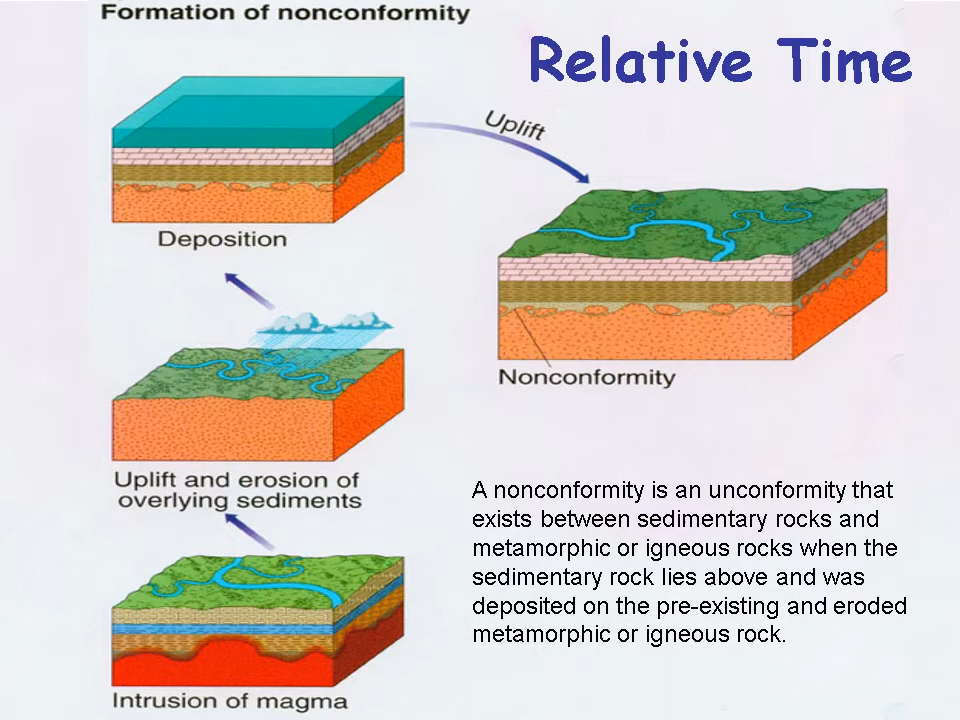 Formation of nonconformity
Relative Time
Uplift
Deposition
Nonconformity
Uplift and erosion of
overlying sediments
Intrusion of magma
A nonconformity is an unconformity that
exists between sedimentary rocks and
metamorphic or igneous rocks when the
sedimentary rock lies above and was
deposited on the pre-existing and eroded
metamorphic or igneous rock.